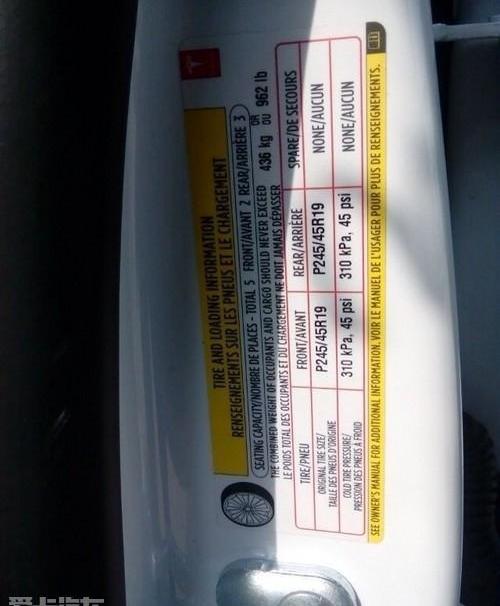 TIRE AND LOADING INFORMATION
RENSEIGNEMENTS SUR LES PNEUS ET LE CHARGEMENT
SEATING CAPACITY/NOMBRE DE PLACES - TOTAL 5 FRONT/AVANT 2 REAR/ARRIÈRE 3
THE COMBINED WEIGHT OF OCCUPANTS AND CARGO SHOULD NEVER EXCEED 436 kg OR 962 lb
LE POIDS TOTAL DES OCCUPANTS ET DU CHARGEMENT NE DOIT JAMAIS DÉPASSER OU
TIRE/PNEU FRONT/AVANT REAR/ARRIÈRE SPARE/DE SECOURS
ORIGINAL TIRE SIZE/ P245/45R19 P245/45R19 NONE/AUCUN
TAILLE DES PNEUS D'ORIGINE
COLD TIRE PRESSURE/ 310 kPa, 45 psi 310 kPa, 45 psi NONE/AUCUN
PRESSION DES PNEUS À FROID
SEE OWNER'S MANUAL FOR ADDITIONAL INFORMATION. VOIR LE MANUEL DE L'USAGER POUR PLUS DE RENSEIGNEMENTS.
爱卡汽车